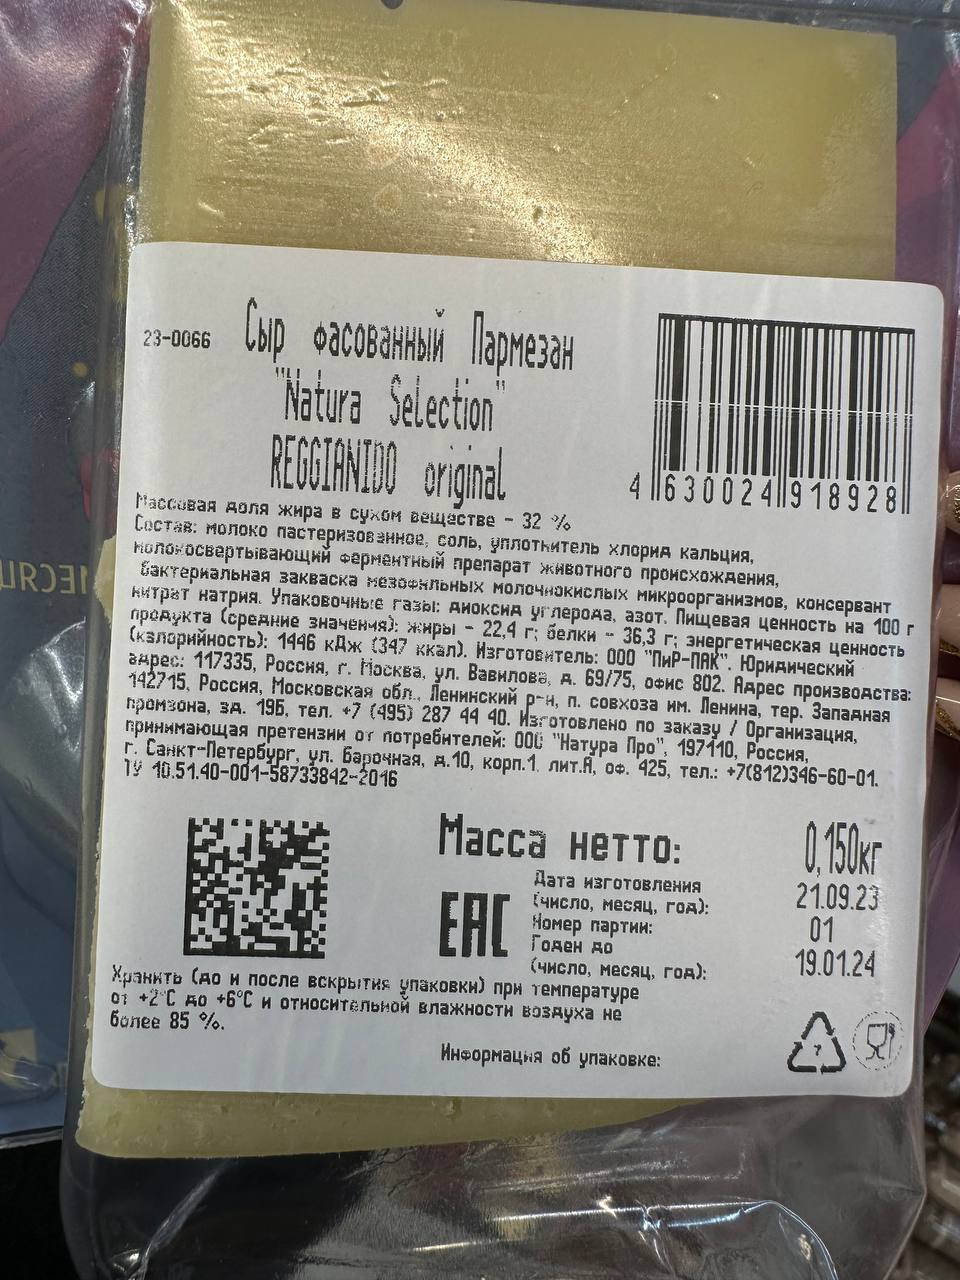 23-0066
Сыр фасованный Пармезан
"Natura Selection"
REGGIANIDO original
4 630024 918928
Массовая доля жира в сухом веществе - 32 %
Состав: молоко пастеризованное, соль, уплотнитель хлорид кальция,
молокосвертывающий ферментный препарат животного происхождения,
бактериальная закваска мезофильных молочнокислых микроорганизмов, консервант
нитрат натрия. Упаковочные газы: диоксид углерода, азот. Пищевая ценность на 100 г
продукта (средние значения): жиры - 22,4 г; белки - 36,3 г; энергетическая ценность
(калорийность): 1446 кДж (347 ккал). Изготовитель: ООО "ПиР-ПАК". Юридический
адрес: 117335, Россия, г. Москва, ул. Вавилова, д. 69/75, офис 802. Адрес производства:
142715, Россия, Московская обл., Ленинский р-н, п. совхоза им. Ленина, тер. Западная
промзона, зд. 19Б, тел. +7 (495) 287 44 40. Изготовлено по заказу / Организация,
принимающая претензии от потребителей: ООО "Натура Про", 197110, Россия,
г. Санкт-Петербург, ул. Барочная, д.10, корп.1. лит.А, оф. 425, тел.: +7(812)346-60-01.
ТУ 10.51.40-001-58733842-2016
Масса нетто: 0,150кг
Дата изготовления
(число, месяц, год): 21.09.23
EAC
Номер партии: 01
Годен до
(число, месяц, год): 19.01.24
Хранить (до и после вскрытия упаковки) при температуре
от +2°C до +6°C и относительной влажности воздуха не
более 85 %.
Информация об упаковке:
7